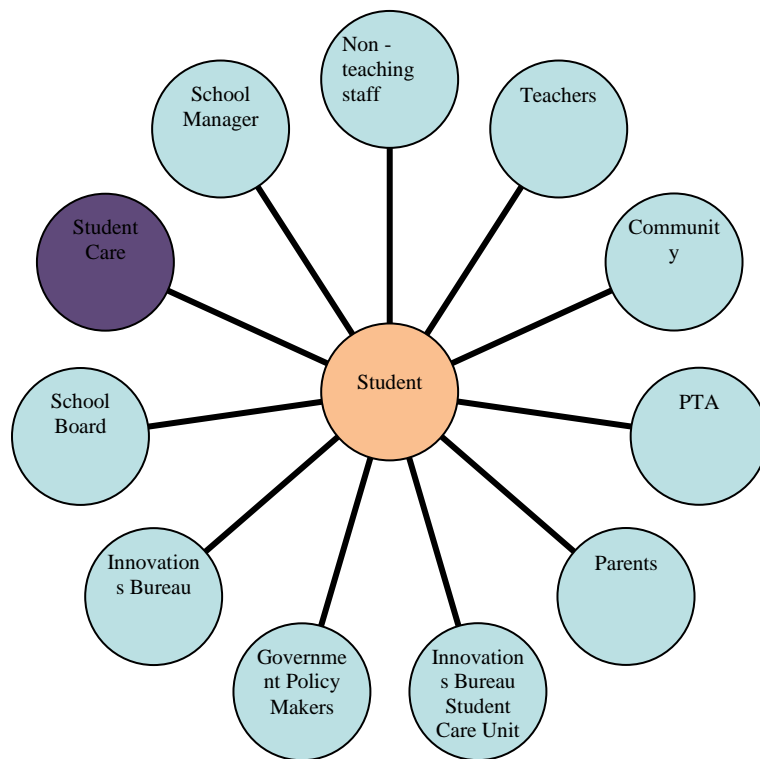 Non -
teaching
staff
School
Manager
Teachers
Student
Care
Communit
y
Student
School
Board
PTA
Innovation
s Bureau
Parents
Governme
nt Policy
Makers
Innovation
s Bureau
Student
Care Unit